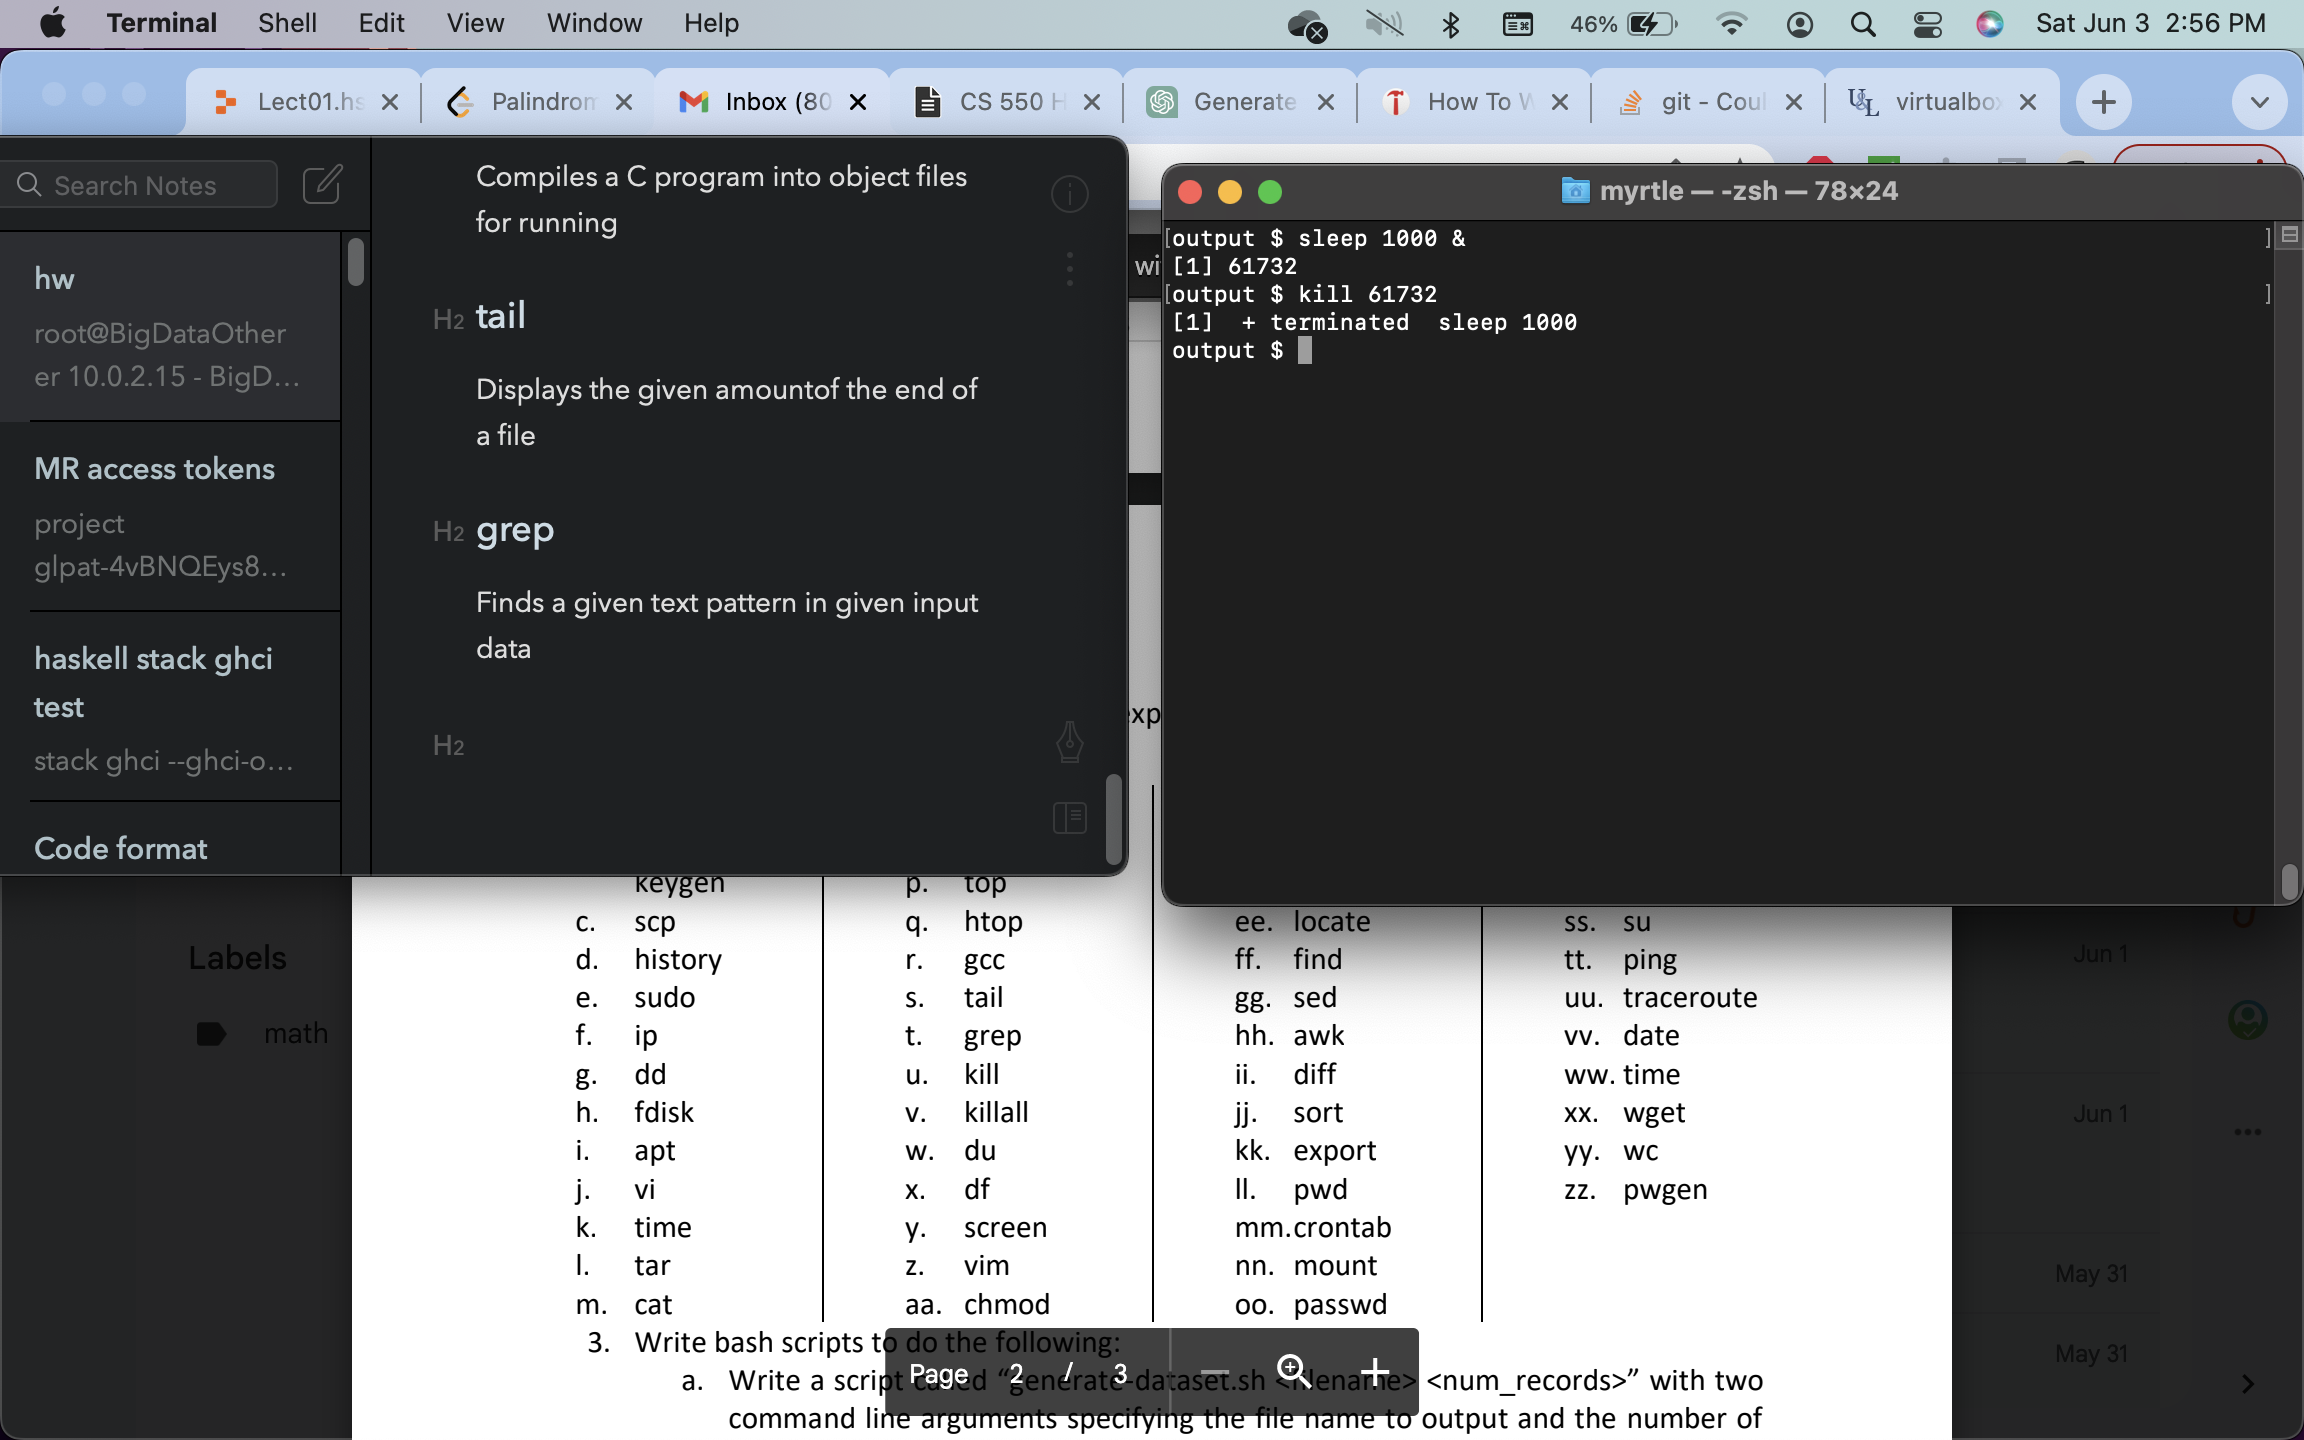 Terminal Shell Edit View Window Help 46% Sat Jun 3 2:56 PM
Lect01.hs Palindrom Inbox (80 CS 550 H Generate How To W git - Coul virtualbox
Search Notes
hw
root@BigDataOther
er 10.0.2.15 - BigD...
MR access tokens
project
glpat-4vBNQEys8...
haskell stack ghci
test
stack ghci --ghci-o...
Code format
Compiles a C program into object files
for running
H2 tail
Displays the given amountof the end of
a file
H2 grep
Finds a given text pattern in given input
data
H2
wi
exp
myrtle — -zsh — 78×24
output $ sleep 1000 &
[1] 61732
output $ kill 61732
[1]  + terminated  sleep 1000
output $
Labels
math
keygen
c. scp
d. history
e. sudo
f. ip
g. dd
h. fdisk
i. apt
j. vi
k. time
l. tar
m. cat
p. top
q. htop
r. gcc
s. tail
t. grep
u. kill
v. killall
w. du
x. df
y. screen
z. vim
aa. chmod
ee. locate
ff. find
gg. sed
hh. awk
ii. diff
jj. sort
kk. export
ll. pwd
mm. crontab
nn. mount
oo. passwd
ss. su
tt. ping
uu. traceroute
vv. date
ww. time
xx. wget
yy. wc
zz. pwgen
3. Write bash scripts to do the following:
a. Write a script called “generate-dataset.sh <filename> <num_records>” with two
command line arguments specifying the file name to output and the number of
Page 2 / 3
Jun 1
Jun 1
May 31
May 31